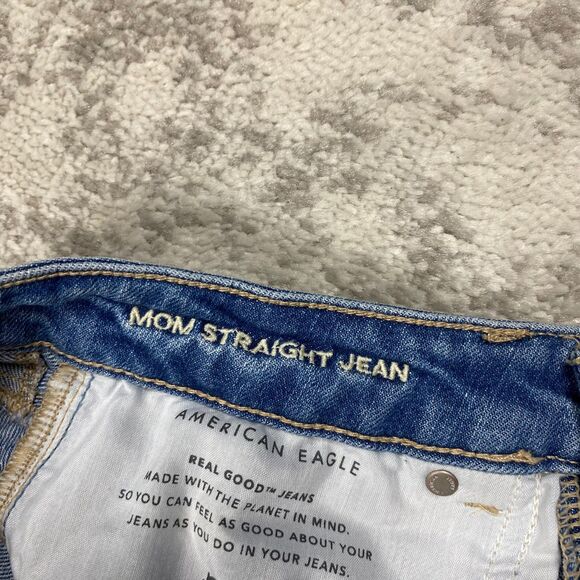 MOM STRAIGHT JEAN
AMERICAN EAGLE
REAL GOOD™ JEANS
MADE WITH THE PLANET IN MIND.
SO YOU CAN FEEL AS GOOD ABOUT YOUR
JEANS AS YOU DO IN YOUR JEANS.